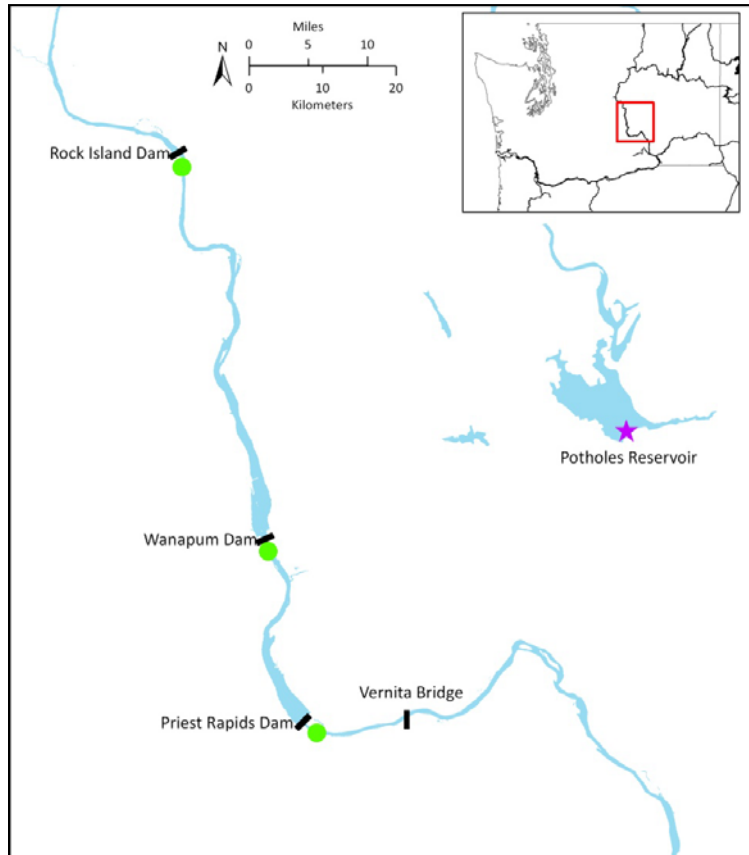 Miles
N
0 5 10
0 10 20
Kilometers
Rock Island Dam
Potholes Reservoir
Wanapum Dam
Vernita Bridge
Priest Rapids Dam